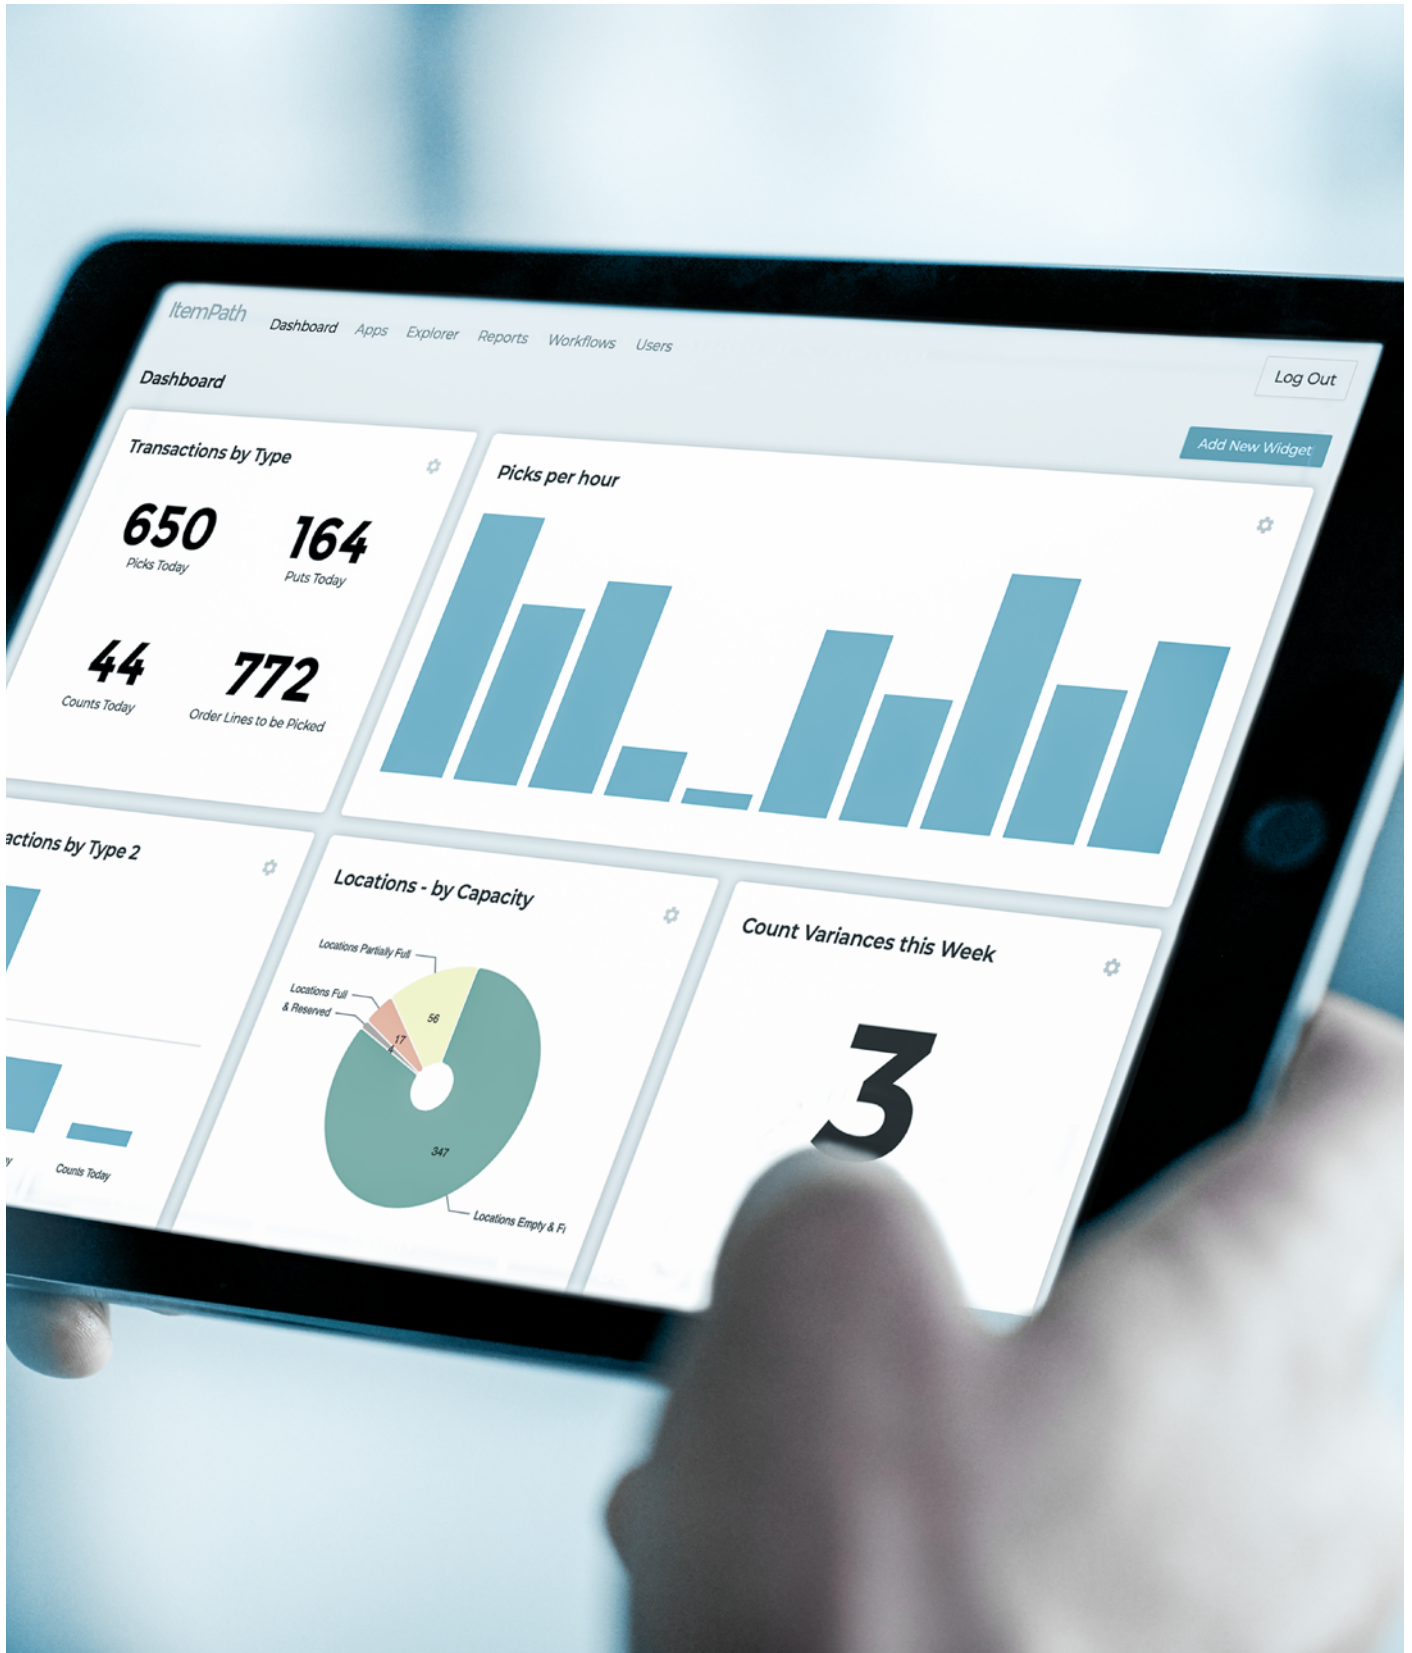 ItemPath
Dashboard Apps Explorer Reports Workflows Users
Log Out
Dashboard
Add New Widget
Transactions by Type
650
Picks Today
164
Puts Today
44
Counts Today
772
Order Lines to be Picked
Picks per hour
actions by Type 2
Counts Today
Locations - by Capacity
Locations Partially Full
Locations Full
& Reserved
56
17
4
347
Locations Empty & Fr
Count Variances this Week
3